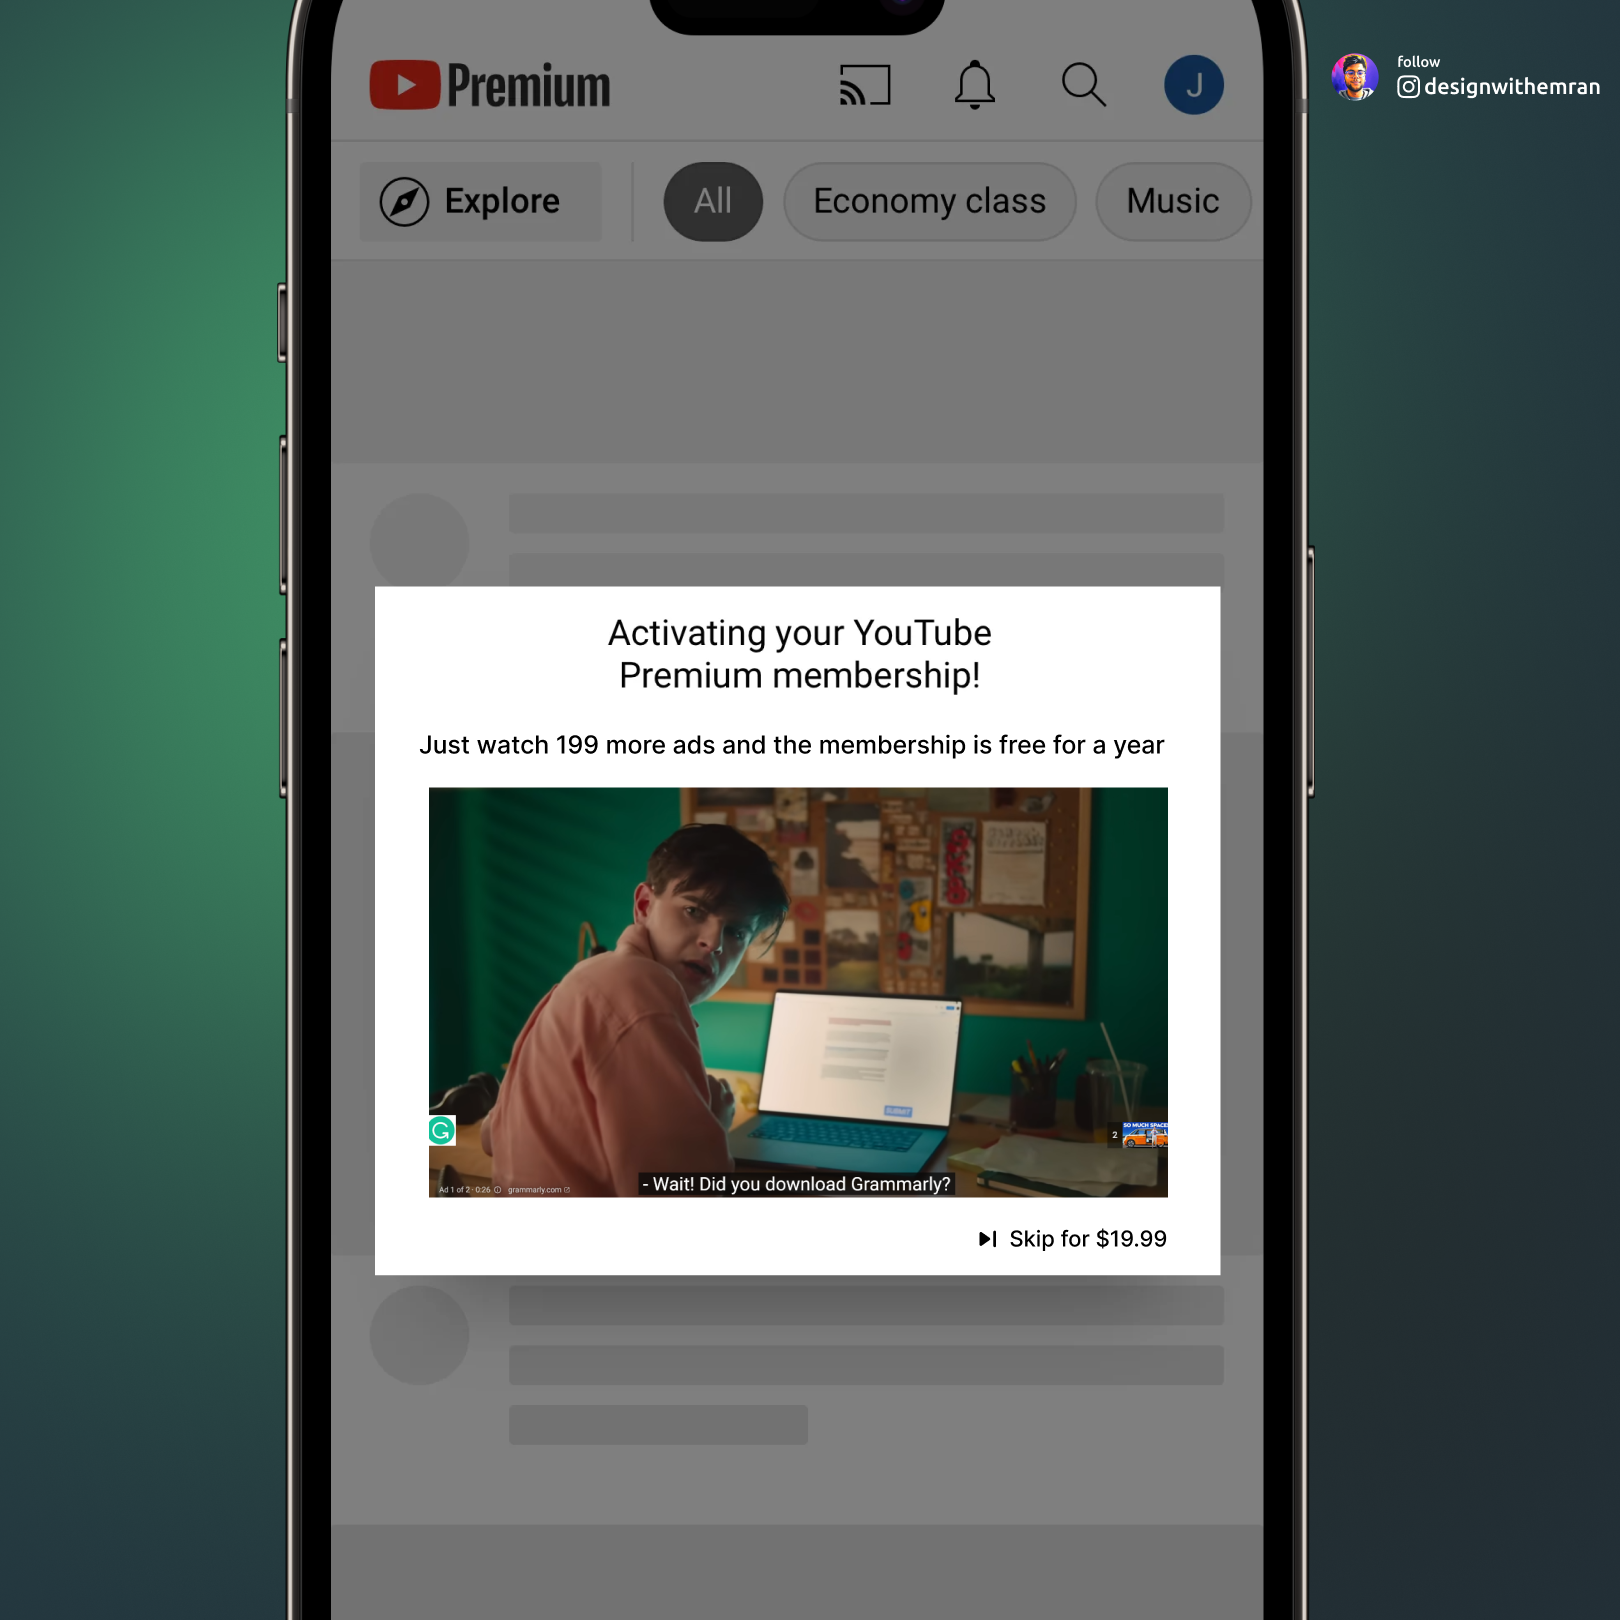 Premium
J
follow
designwithemran
Explore
All
Economy class
Music
Activating your YouTube
Premium membership!
Just watch 199 more ads and the membership is free for a year
SUBMIT
SO MUCH SPACE
2
- Wait! Did you download Grammarly?
Ad 1 of 2 · 0:26
grammarly.com
Skip for $19.99